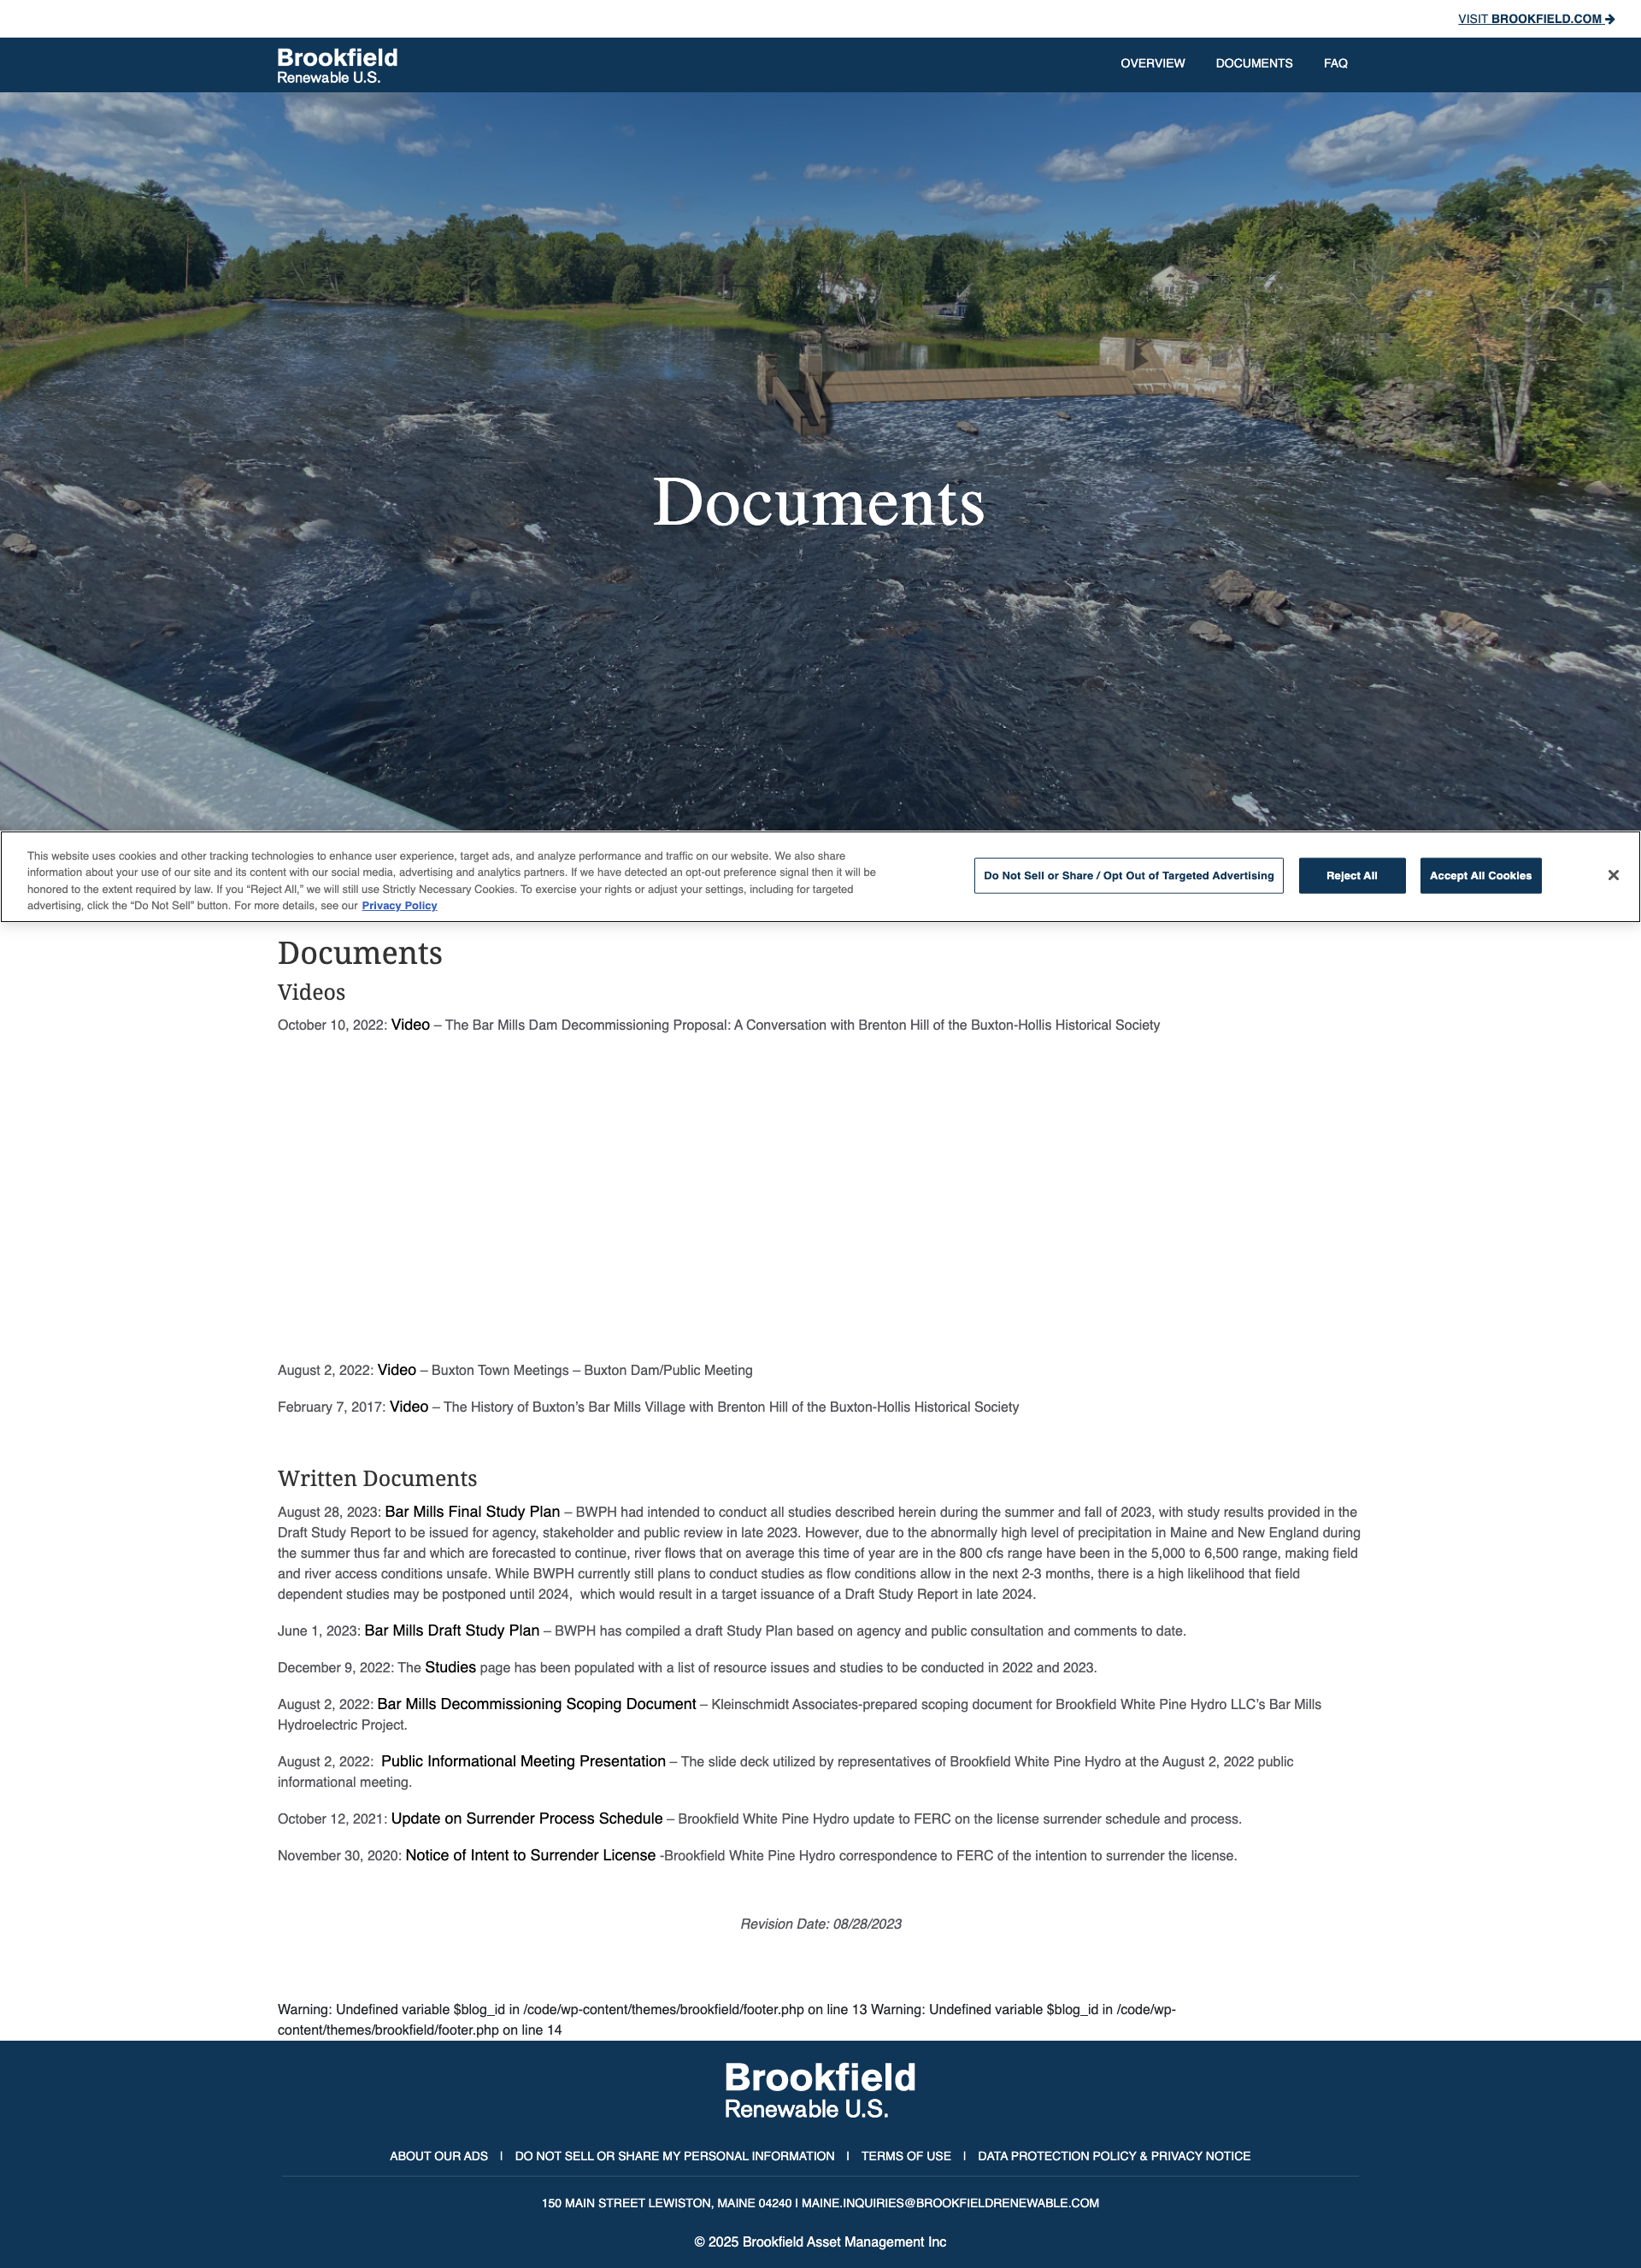 VISIT BROOKFIELD.COM →
Brookfield
Renewable U.S.
OVERVIEW DOCUMENTS FAQ
Documents
This website uses cookies and other tracking technologies to enhance user experience, target ads, and analyze performance and traffic on our website. We also share
information about your use of our site and its content with our social media, advertising and analytics partners. If we have detected an opt-out preference signal then it will be
honored to the extent required by law. If you “Reject All,” we will still use Strictly Necessary Cookies. To exercise your rights or adjust your settings, including for targeted
advertising, click the “Do Not Sell” button. For more details, see our Privacy Policy
Do Not Sell or Share / Opt Out of Targeted Advertising
Reject All
Accept All Cookies
Documents
Videos
October 10, 2022: Video – The Bar Mills Dam Decommissioning Proposal: A Conversation with Brenton Hill of the Buxton-Hollis Historical Society
August 2, 2022: Video – Buxton Town Meetings – Buxton Dam/Public Meeting
February 7, 2017: Video – The History of Buxton’s Bar Mills Village with Brenton Hill of the Buxton-Hollis Historical Society
Written Documents
August 28, 2023: Bar Mills Final Study Plan – BWPH had intended to conduct all studies described herein during the summer and fall of 2023, with study results provided in the
Draft Study Report to be issued for agency, stakeholder and public review in late 2023. However, due to the abnormally high level of precipitation in Maine and New England during
the summer thus far and which are forecasted to continue, river flows that on average this time of year are in the 800 cfs range have been in the 5,000 to 6,500 range, making field
and river access conditions unsafe. While BWPH currently still plans to conduct studies as flow conditions allow in the next 2-3 months, there is a high likelihood that field
dependent studies may be postponed until 2024, which would result in a target issuance of a Draft Study Report in late 2024.
June 1, 2023: Bar Mills Draft Study Plan – BWPH has compiled a draft Study Plan based on agency and public consultation and comments to date.
December 9, 2022: The Studies page has been populated with a list of resource issues and studies to be conducted in 2022 and 2023.
August 2, 2022: Bar Mills Decommissioning Scoping Document – Kleinschmidt Associates-prepared scoping document for Brookfield White Pine Hydro LLC’s Bar Mills
Hydroelectric Project.
August 2, 2022: Public Informational Meeting Presentation – The slide deck utilized by representatives of Brookfield White Pine Hydro at the August 2, 2022 public
informational meeting.
October 12, 2021: Update on Surrender Process Schedule – Brookfield White Pine Hydro update to FERC on the license surrender schedule and process.
November 30, 2020: Notice of Intent to Surrender License -Brookfield White Pine Hydro correspondence to FERC of the intention to surrender the license.
Revision Date: 08/28/2023
Warning: Undefined variable $blog_id in /code/wp-content/themes/brookfield/footer.php on line 13 Warning: Undefined variable $blog_id in /code/wp-
content/themes/brookfield/footer.php on line 14
Brookfield
Renewable U.S.
ABOUT OUR ADS | DO NOT SELL OR SHARE MY PERSONAL INFORMATION | TERMS OF USE | DATA PROTECTION POLICY & PRIVACY NOTICE
150 MAIN STREET LEWISTON, MAINE 04240 | MAINE.INQUIRIES@BROOKFIELDRENEWABLE.COM
© 2025 Brookfield Asset Management Inc